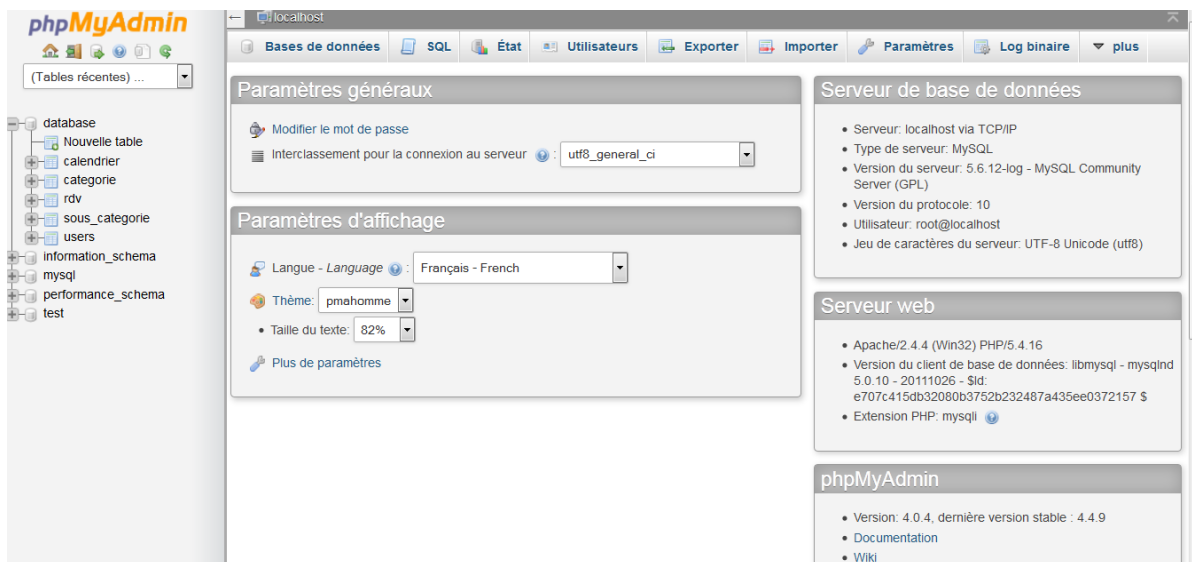 phpMyAdmin
(Tables récentes) ...
database
Nouvelle table
calendrier
categorie
rdv
sous_categorie
users
information_schema
mysql
performance_schema
test
localhost
Bases de données SQL État Utilisateurs Exporter Importer Paramètres Log binaire plus
Paramètres généraux
Modifier le mot de passe
Interclassement pour la connexion au serveur : utf8_general_ci
Paramètres d'affichage
Langue - Language : Français - French
Thème: pmahomme
Taille du texte: 82%
Plus de paramètres
Serveur de base de données
Serveur: localhost via TCP/IP
Type de serveur: MySQL
Version du serveur: 5.6.12-log - MySQL Community
Server (GPL)
Version du protocole: 10
Utilisateur: root@localhost
Jeu de caractères du serveur: UTF-8 Unicode (utf8)
Serveur web
Apache/2.4.4 (Win32) PHP/5.4.16
Version du client de base de données: libmysql - mysqlnd
5.0.10 - 20111026 - $Id:
e707c415db32080b3752b232487a435ee0372157 $
Extension PHP: mysqli
phpMyAdmin
Version: 4.0.4, dernière version stable : 4.4.9
Documentation
Wiki